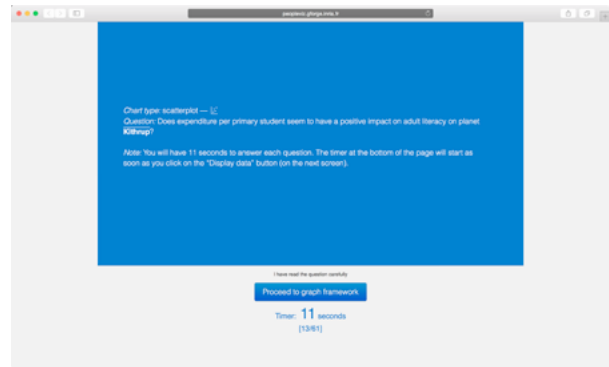 peopleviz.gforge.inria.fr
Chart type: scatterplot —
Question: Does expenditure per primary student seem to have a positive impact on adult literacy on planet
Kithrup?
Note: You will have 11 seconds to answer each question. The timer at the bottom of the page will start as
soon as you click on the "Display data" button (on the next screen).
I have read the question carefully
Proceed to graph framework
Timer: 11 seconds
[13/61]